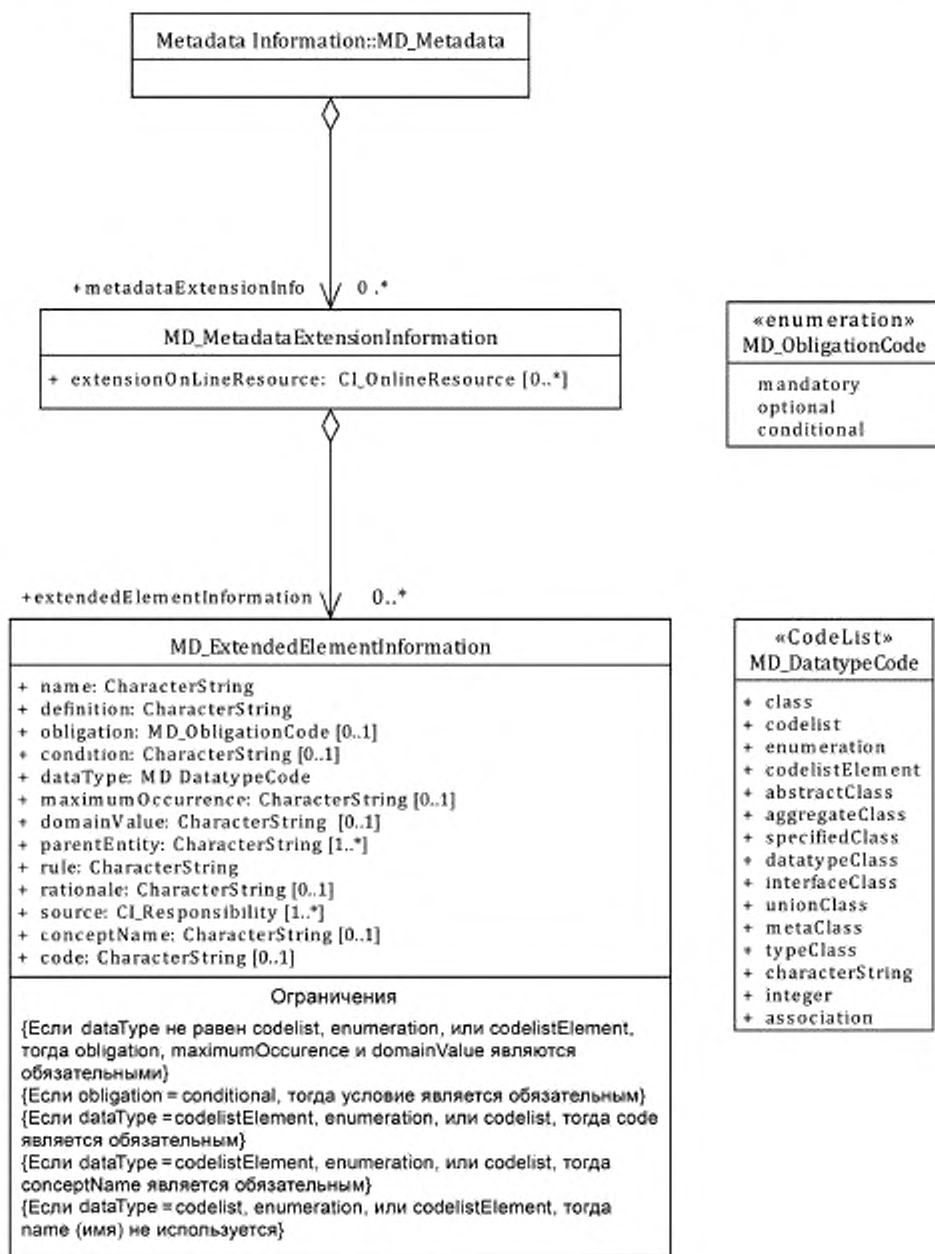 Metadata Information::MD_Metadata
+metadataExtensionInfo 0..*
MD_MetadataExtensionInformation
+ extensionOnLineResource: CI_OnlineResource [0..*]
«enumeration»
MD_ObligationCode
mandatory
optional
conditional
+extendedElementInformation 0..*
MD_ExtendedElementInformation
+ name: CharacterString
+ definition: CharacterString
+ obligation: MD_ObligationCode [0..1]
+ condition: CharacterString [0..1]
+ dataType: MD_DatatypeCode
+ maximumOccurrence: CharacterString [0..1]
+ domainValue: CharacterString [0..1]
+ parentEntity: CharacterString [1..*]
+ rule: CharacterString
+ rationale: CharacterString [0..1]
+ source: CI_Responsibility [1..*]
+ conceptName: CharacterString [0..1]
+ code: CharacterString [0..1]
Ограничения
{Если dataType не равен codelist, enumeration, или codelistElement,
тогда obligation, maximumOccurence и domainValue являются
обязательными}
{Если obligation = conditional, тогда условие является обязательным}
{Если dataType =codelistElement, enumeration, или codelist, тогда code
является обязательным}
{Если dataType =codelistElement, enumeration, или codelist, тогда
conceptName является обязательным}
{Если dataType =codelist, enumeration, или codelistElement, тогда
name (имя) не используется}
«CodeList»
MD_DatatypeCode
+ class
+ codelist
+ enumeration
+ codelistElement
+ abstractClass
+ aggregateClass
+ specifiedClass
+ datatypeClass
+ interfaceClass
+ unionClass
+ metaClass
+ typeClass
+ characterString
+ integer
+ association